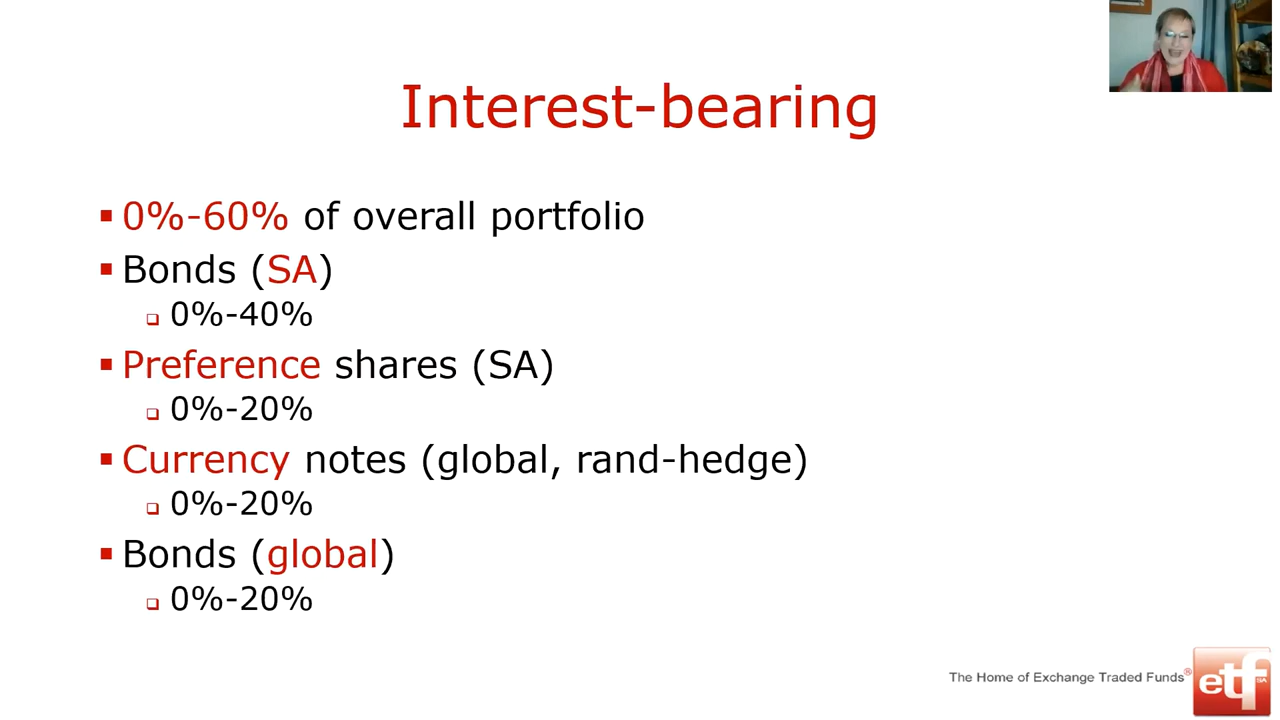 Interest-bearing
0%-60% of overall portfolio
Bonds (SA)
0%-40%
Preference shares (SA)
0%-20%
Currency notes (global, rand-hedge)
0%-20%
Bonds (global)
0%-20%
The Home of Exchange Traded Funds®
etf SA